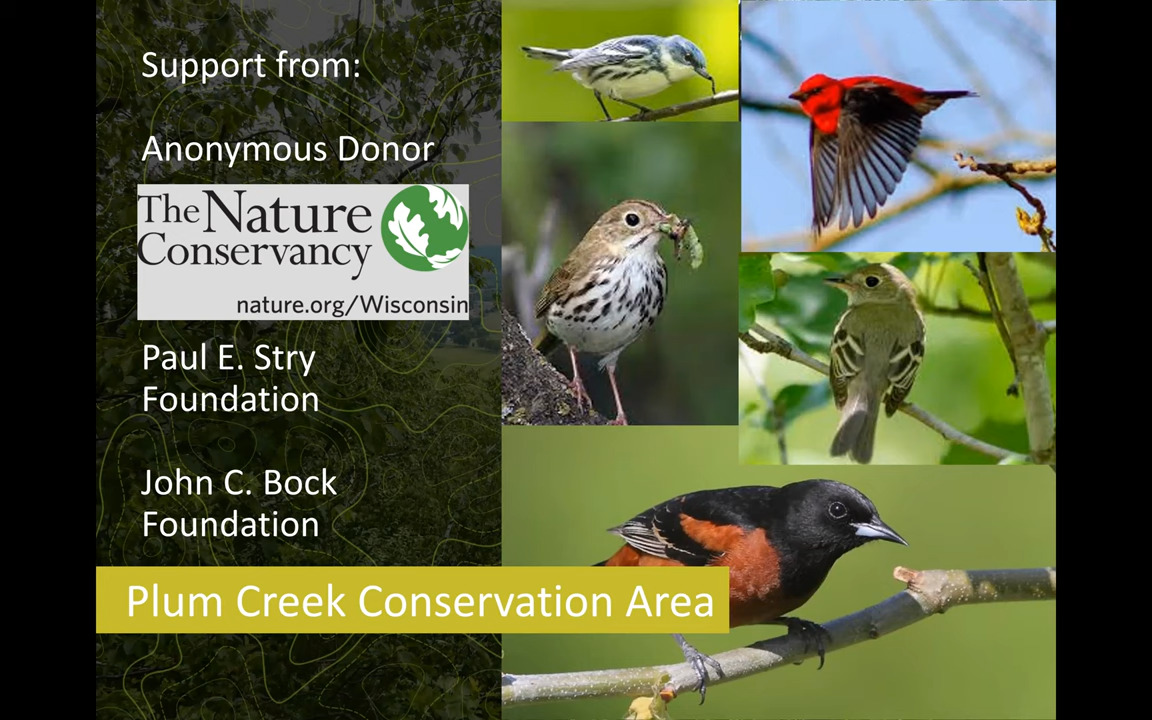 Support from:
Anonymous Donor
The Nature
Conservancy
nature.org/Wisconsin
Paul E. Stry
Foundation
John C. Bock
Foundation
Plum Creek Conservation Area